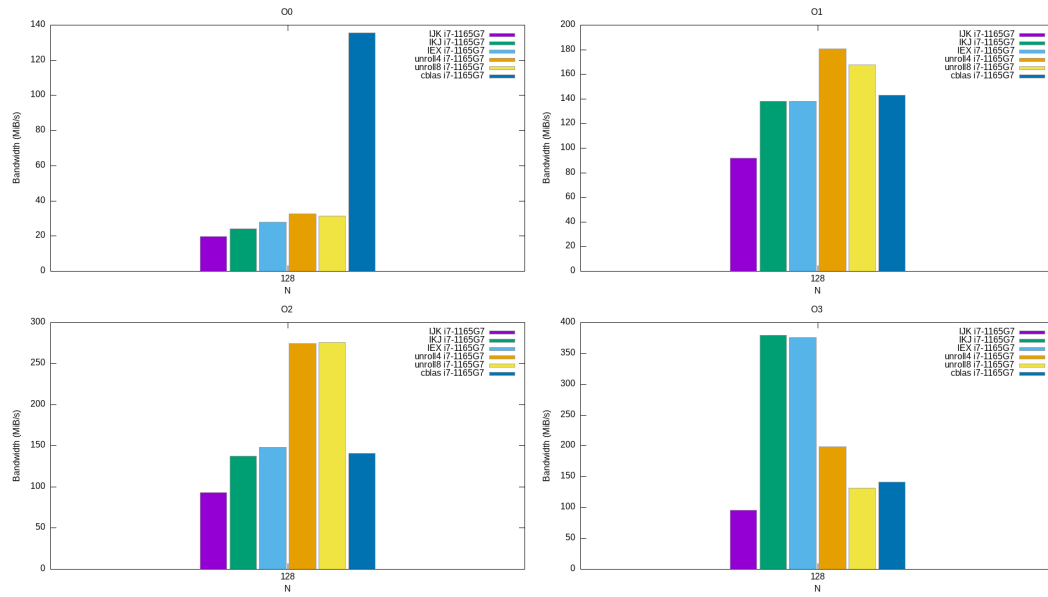 O0
Bandwidth (MiB/s)
140
120
100
80
60
40
20
0
IJK i7-1165G7
IKJ i7-1165G7
IEX i7-1165G7
unroll4 i7-1165G7
unroll8 i7-1165G7
cblas i7-1165G7
128
N
O1
Bandwidth (MiB/s)
200
180
160
140
120
100
80
60
40
20
0
IJK i7-1165G7
IKJ i7-1165G7
IEX i7-1165G7
unroll4 i7-1165G7
unroll8 i7-1165G7
cblas i7-1165G7
128
N
O2
Bandwidth (MiB/s)
300
250
200
150
100
50
0
IJK i7-1165G7
IKJ i7-1165G7
IEX i7-1165G7
unroll4 i7-1165G7
unroll8 i7-1165G7
cblas i7-1165G7
128
N
O3
Bandwidth (MiB/s)
400
350
300
250
200
150
100
50
0
IJK i7-1165G7
IKJ i7-1165G7
IEX i7-1165G7
unroll4 i7-1165G7
unroll8 i7-1165G7
cblas i7-1165G7
128
N